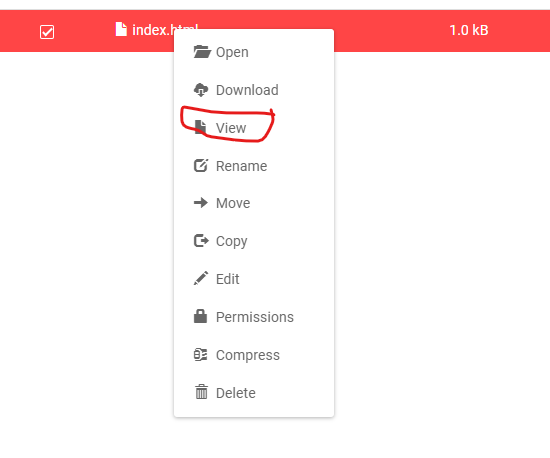 index.html 1.0 kB
Open
Download
View
Rename
Move
Copy
Edit
Permissions
Compress
Delete